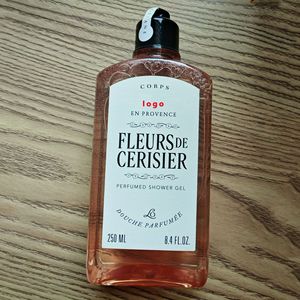 CORPS
logo
EN PROVENCE
FLEURS DE
CERISIER
PERFUMED SHOWER GEL
DOUCHE PARFUMÉE
250 ML 8.4 FL.OZ.